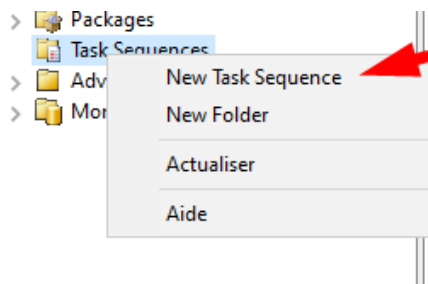 Packages
Task Sequences
Adv
New Task Sequence
Mor
New Folder
Actualiser
Aide